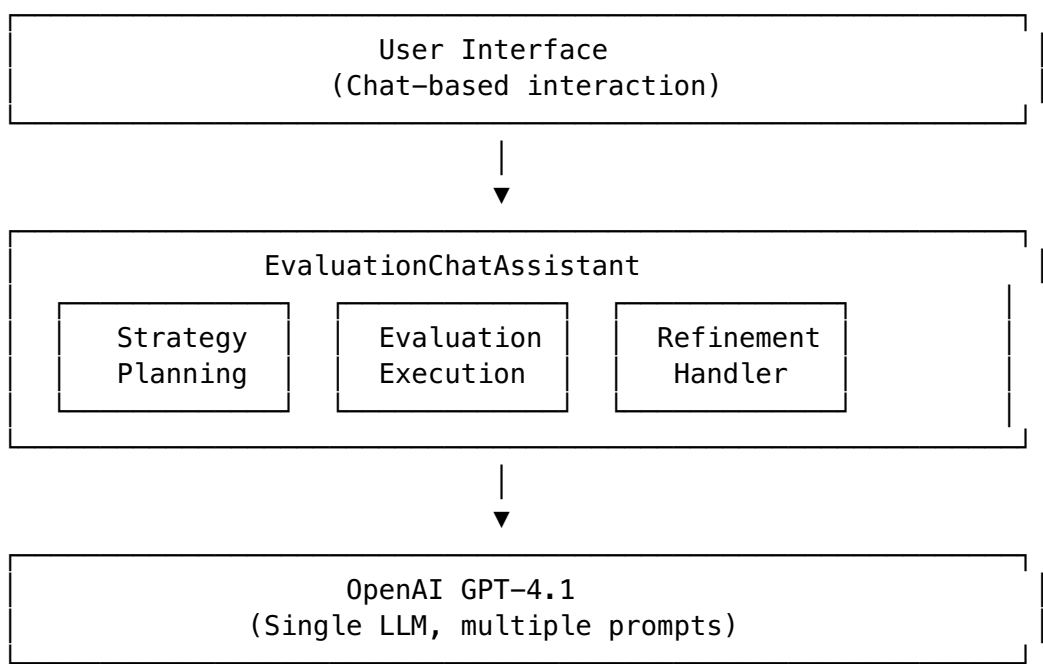 User Interface
(Chat-based interaction)
EvaluationChatAssistant
Strategy Evaluation Refinement
Planning Execution Handler
OpenAI GPT-4.1
(Single LLM, multiple prompts)